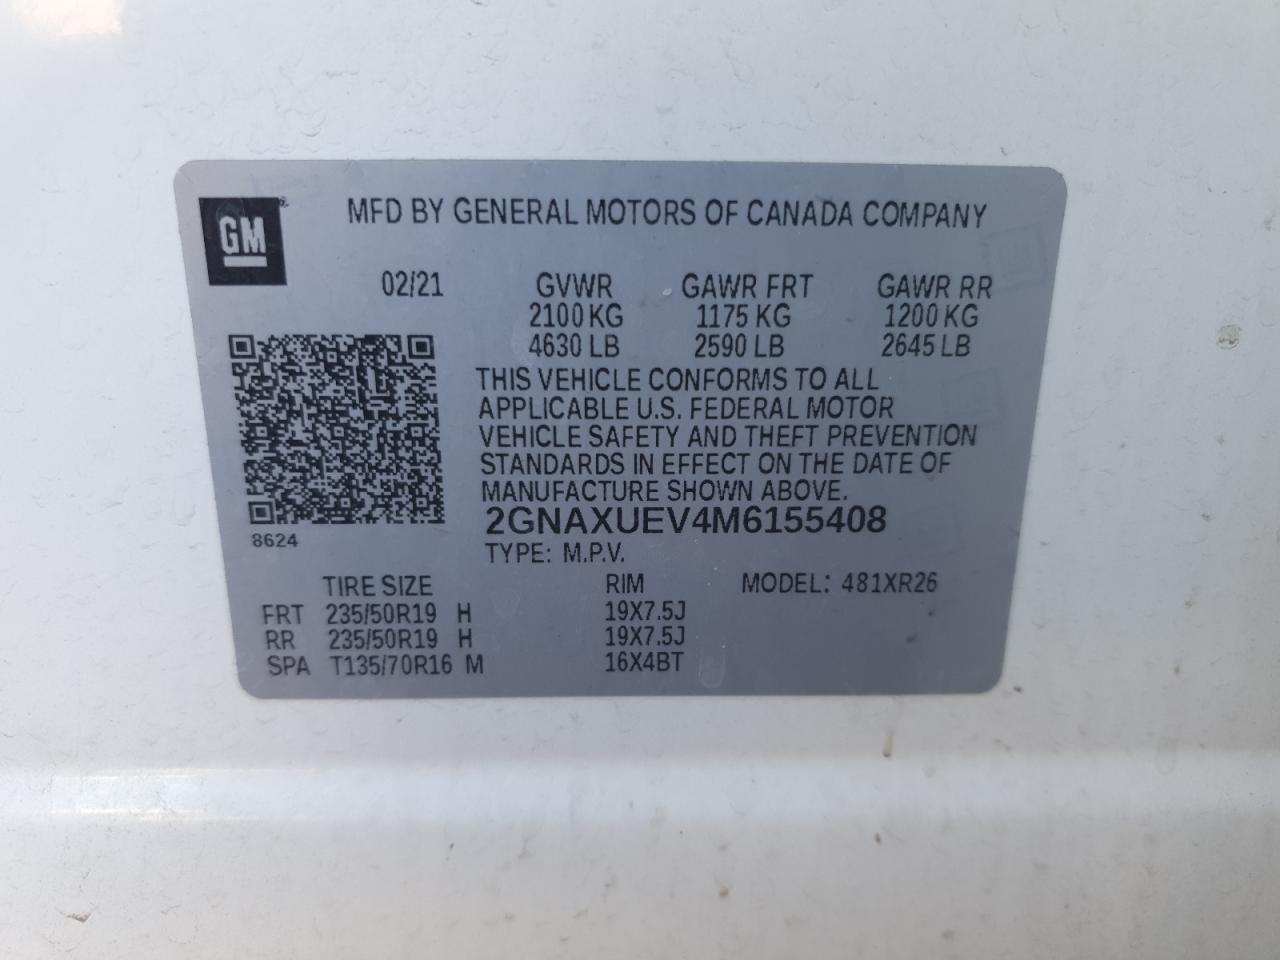 GM
MFD BY GENERAL MOTORS OF CANADA COMPANY
02/21 GVWR GAWR FRT GAWR RR
2100 KG 1175 KG 1200 KG
4630 LB 2590 LB 2645 LB
THIS VEHICLE CONFORMS TO ALL
APPLICABLE U.S. FEDERAL MOTOR
VEHICLE SAFETY AND THEFT PREVENTION
STANDARDS IN EFFECT ON THE DATE OF
MANUFACTURE SHOWN ABOVE.
2GNAXUEV4M6155408
8624
TYPE: M.P.V.
TIRE SIZE RIM MODEL: 481XR26
FRT 235/50R19 H 19X7.5J
RR 235/50R19 H 19X7.5J
SPA T135/70R16 M 16X4BT